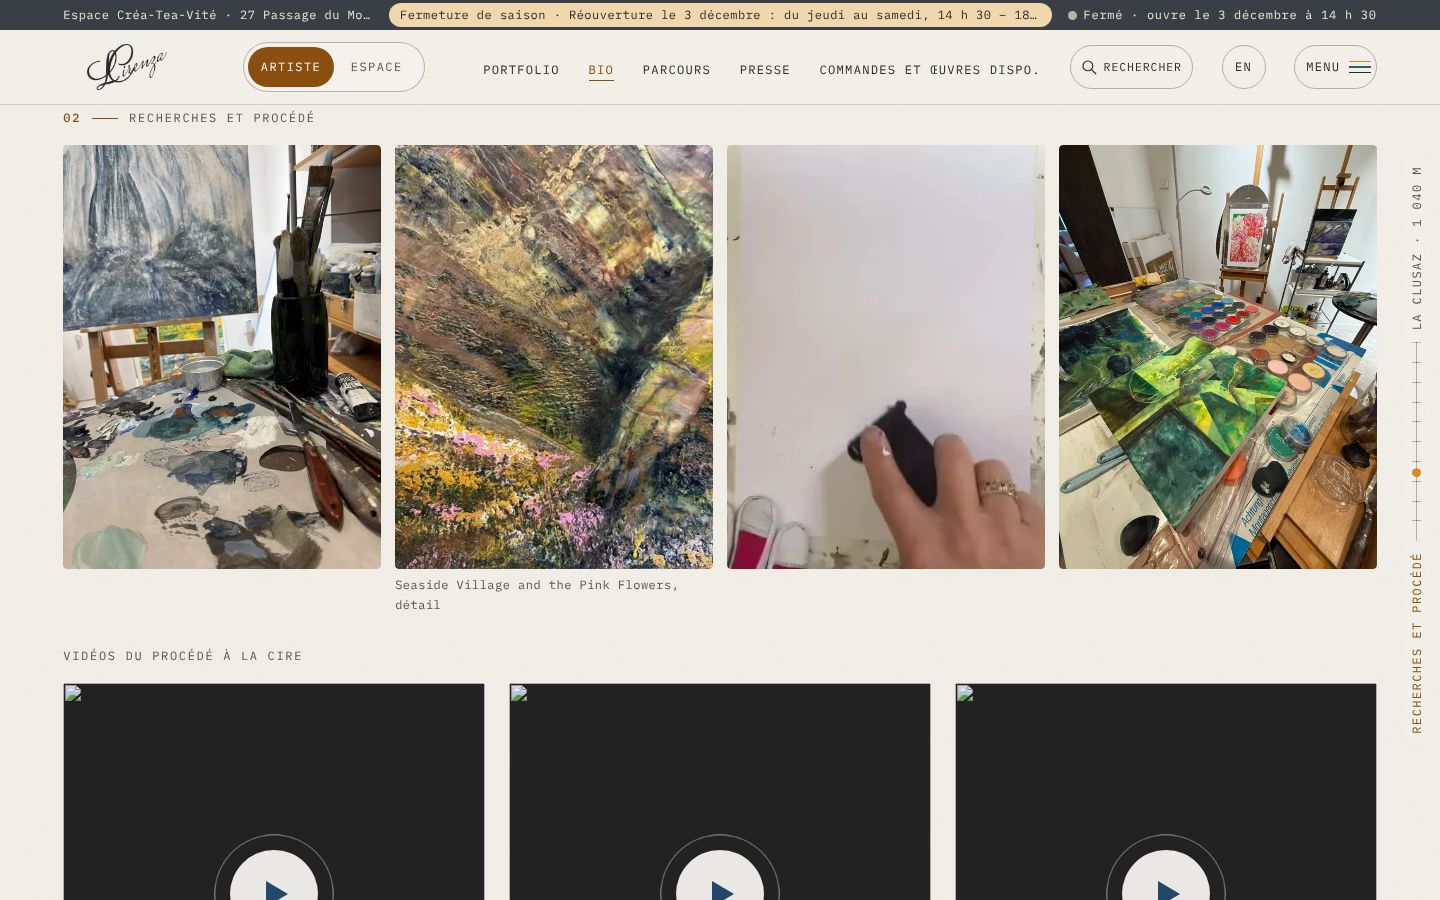 Espace Créa-Tea-Vité · 27 Passage du Mo…
Fermeture de saison · Réouverture le 3 décembre : du jeudi au samedi, 14 h 30 – 18…
Fermé · ouvre le 3 décembre à 14 h 30
Lirenza
ARTISTE
ESPACE
PORTFOLIO
BIO
PARCOURS
PRESSE
COMMANDES ET ŒUVRES DISPO.
RECHERCHER
EN
MENU
02 — RECHERCHES ET PROCÉDÉ
Seaside Village and the Pink Flowers,
détail
VIDÉOS DU PROCÉDÉ À LA CIRE
LA CLUSAZ · 1 040 M
RECHERCHES ET PROCÉDÉ